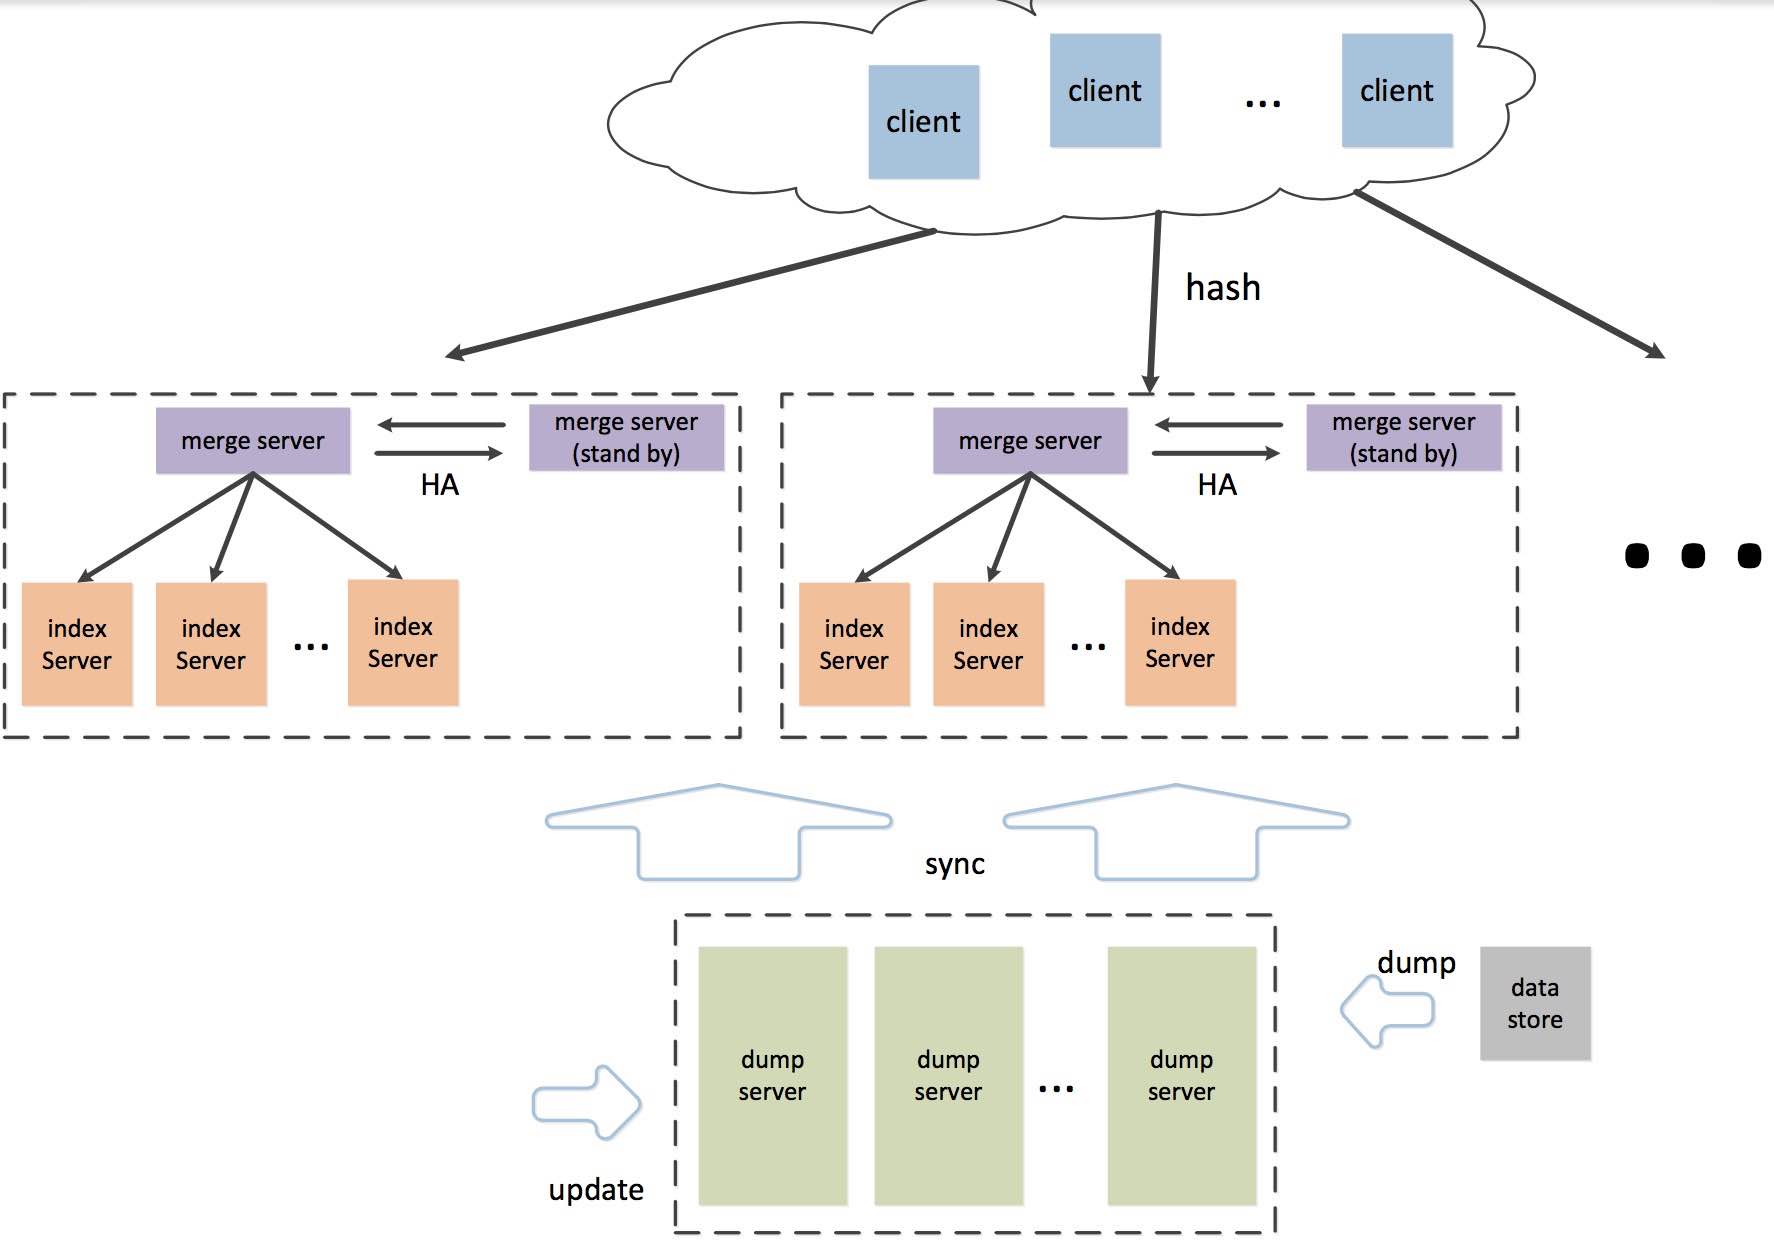 client
client
...
client
hash
merge server
HA
merge server
(stand by)
index
Server
index
Server
...
index
Server
merge server
HA
merge server
(stand by)
index
Server
index
Server
...
index
Server
...
sync
update
dump
server
dump
server
...
dump
server
dump
data
store